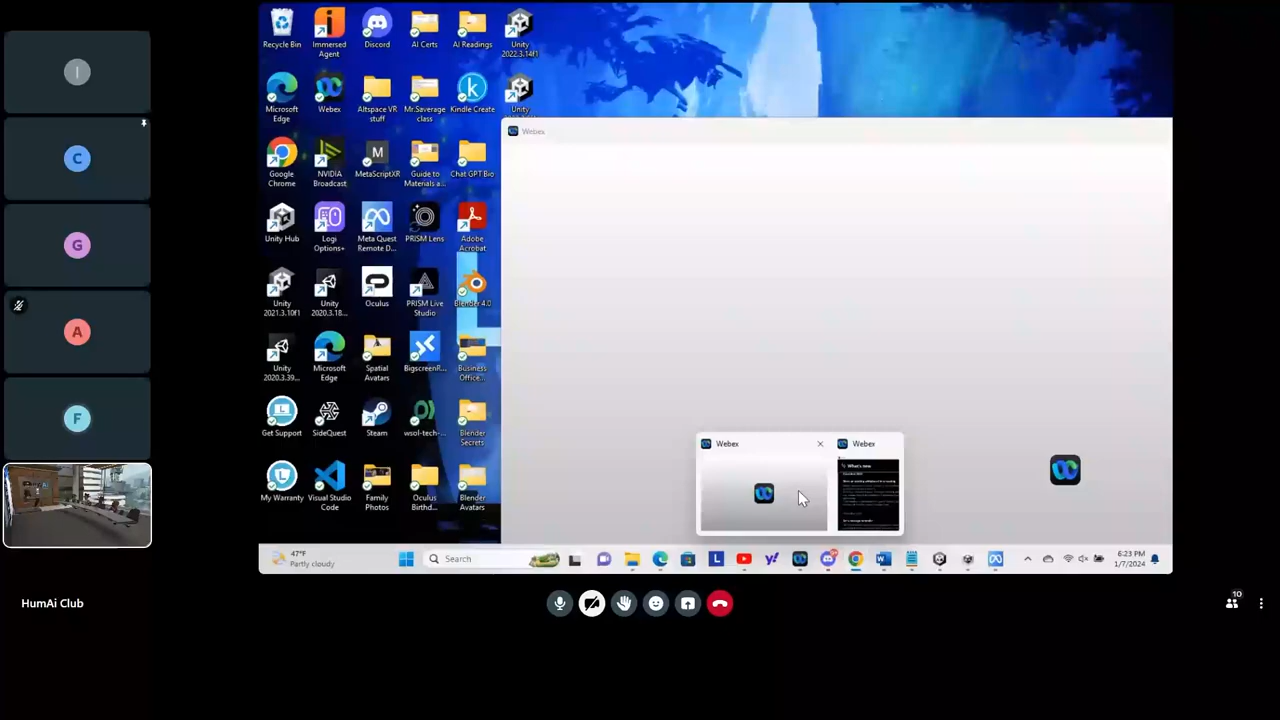 I
C
G
A
F
HumAi Club
Recycle Bin
Immersed
Agent
Discord
AI Certs
AI Readings
Unity
2022.3.14f1
Microsoft
Edge
Webex
Altspace VR
stuff
Mr.Saverage
class
Kindle Create
Unity
Google
Chrome
NVIDIA
Broadcast
M
MetaScriptXR
Guide to
Materials a...
Chat GPT Bio
Unity Hub
Logi
Options+
Meta Quest
Remote D...
PRISM Lens
Adobe
Acrobat
Unity
2021.3.10f1
Unity
2020.3.18...
Oculus
PRISM Live
Studio
Blender 4.0
Unity
2020.3.39...
Microsoft
Edge
Spatial
Avatars
BigscreenR...
Business
Office...
Get Support
SideQuest
Steam
wsol-tech-...
Blender
Secrets
My Warranty
Visual Studio
Code
Family
Photos
Oculus
Birthd...
Blender
Avatars
Webex
Webex
Webex
What's new
47°F
Partly cloudy
Search
6:23 PM
1/7/2024
10